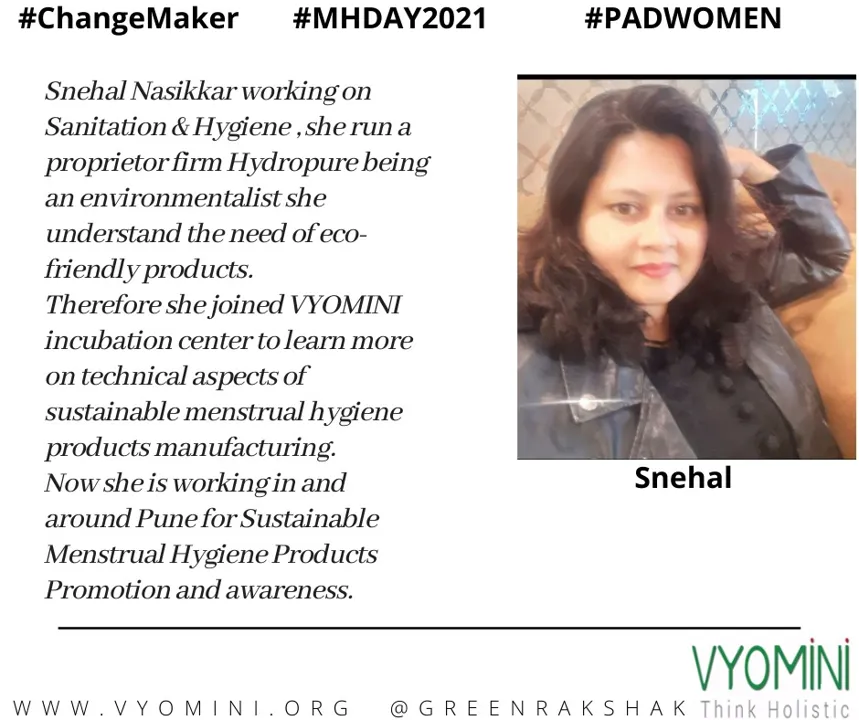 #ChangeMaker #MHDAY2021 #PADWOMEN
Snehal Nasikkar working on
Sanitation & Hygiene , she run a
proprietor firm Hydropure being
an environmentalist she
understand the need of eco-
friendly products.
Therefore she joined VYOMINI
incubation center to learn more
on technical aspects of
sustainable menstrual hygiene
products manufacturing.
Now she is working in and
around Pune for Sustainable
Menstrual Hygiene Products
Promotion and awareness.
Snehal
VYOMiNi
Think Holistic
WWW.VYOMINI.ORG @GREENRAKSHAK